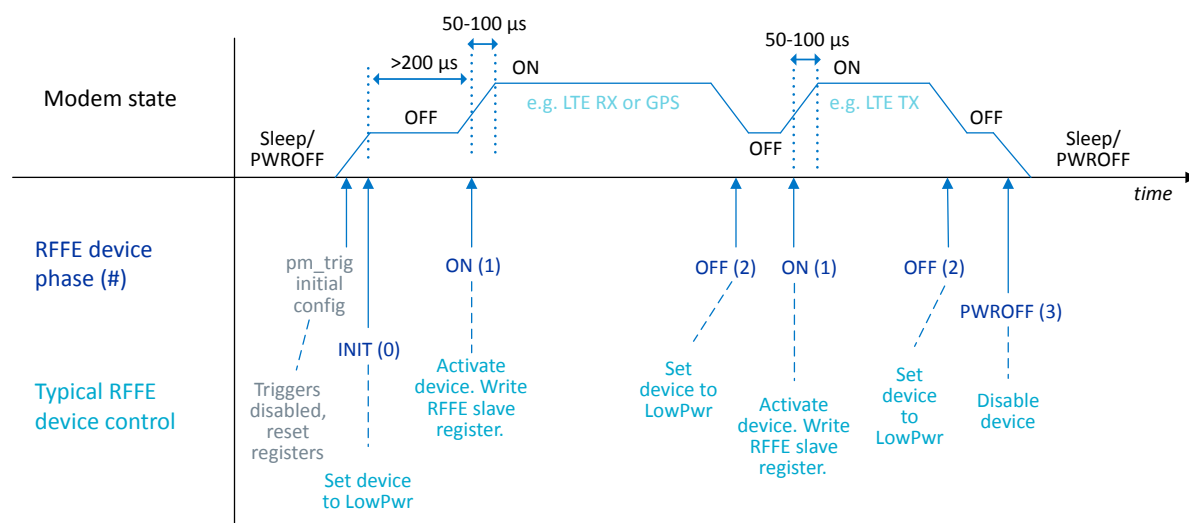 50-100 µs
50-100 µs
>200 µs
ON
ON
Modem state
e.g. LTE RX or GPS
e.g. LTE TX
OFF
OFF
OFF
Sleep/
PWROFF
Sleep/
PWROFF
time
RFFE device
phase (#)
pm_trig
initial
config
ON (1)
OFF (2)
ON (1)
OFF (2)
PWROFF (3)
INIT (0)
Typical RFFE
device control
Triggers
disabled,
reset
registers
Activate
device. Write
RFFE slave
register.
Set
device to
LowPwr
Activate
device. Write
RFFE slave
register.
Set
device
to
LowPwr
Disable
device
Set device
to LowPwr